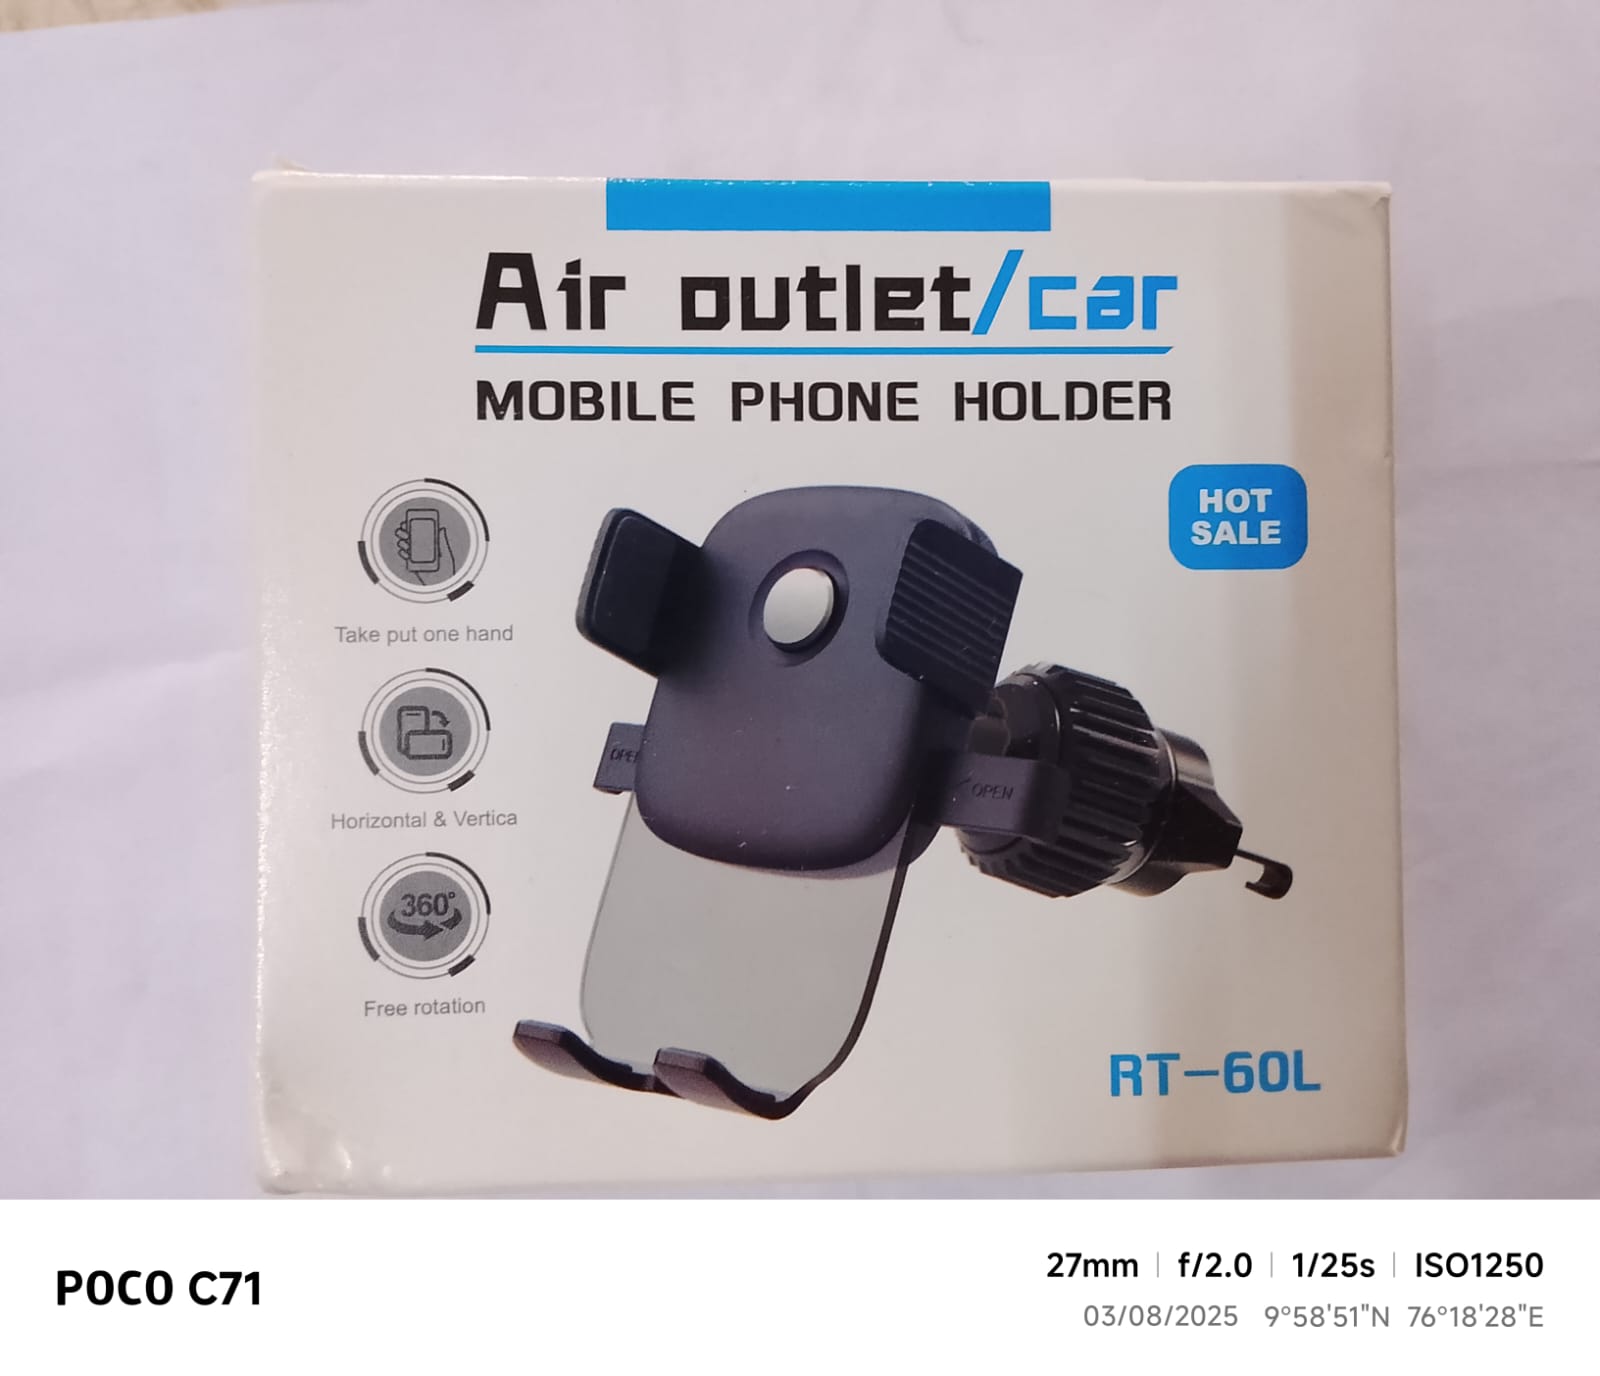 Air outlet/car
MOBILE PHONE HOLDER
HOT
SALE
Take put one hand
OPEN
OPEN
Horizontal & Vertica
360°
Free rotation
RT-60L
POCO C71
27mm | f/2.0 | 1/25s | ISO1250
03/08/2025 9°58'51"N 76°18'28"E